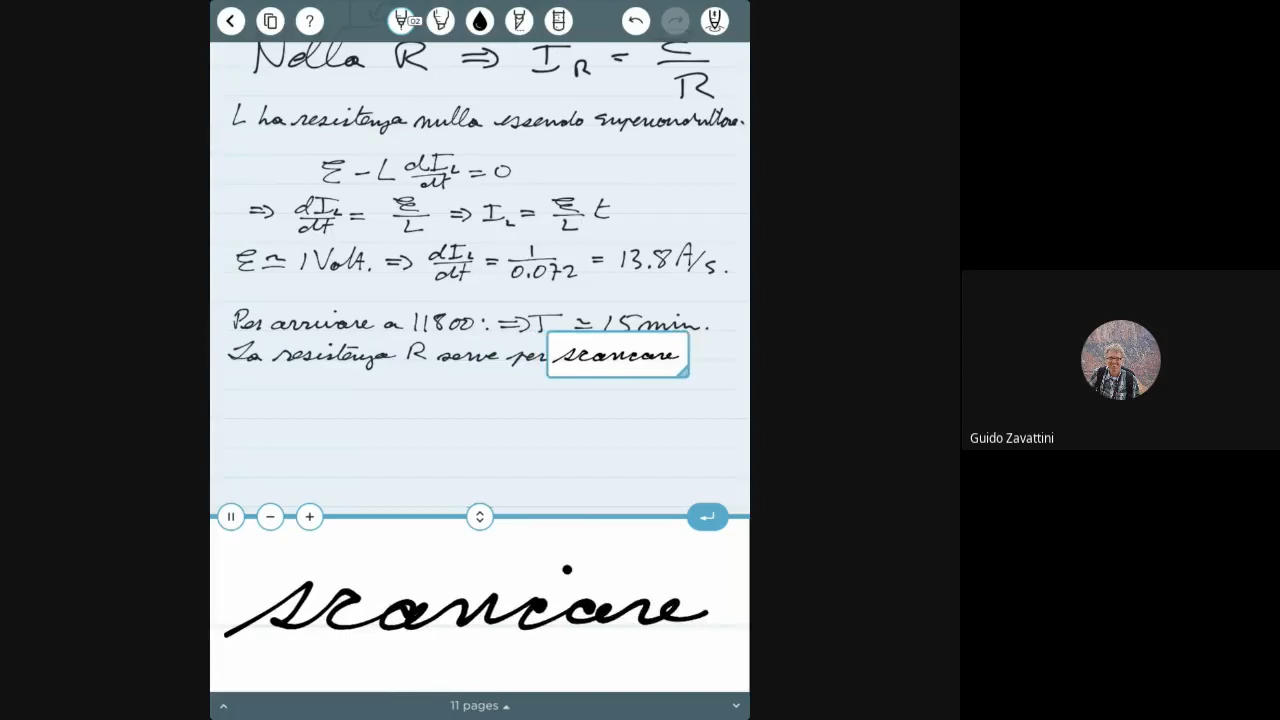 ?
02
Nella R ⇒ I_R = ℰ/R
L ha resistenza nulla essendo superconduttore.
ℰ - L dI_L/dt = 0
⇒ dI_L/dt = ℰ/L ⇒ I_L = ℰ/L t
ℰ ≃ 1 Volt. ⇒ dI_L/dt = 1/0.072 = 13.8 A/s.
Per arrivare a 11800: ⇒ T ≃ 15 min.
La resistenza R serve per scaricare
scaricare
11 pages
Guido Zavattini